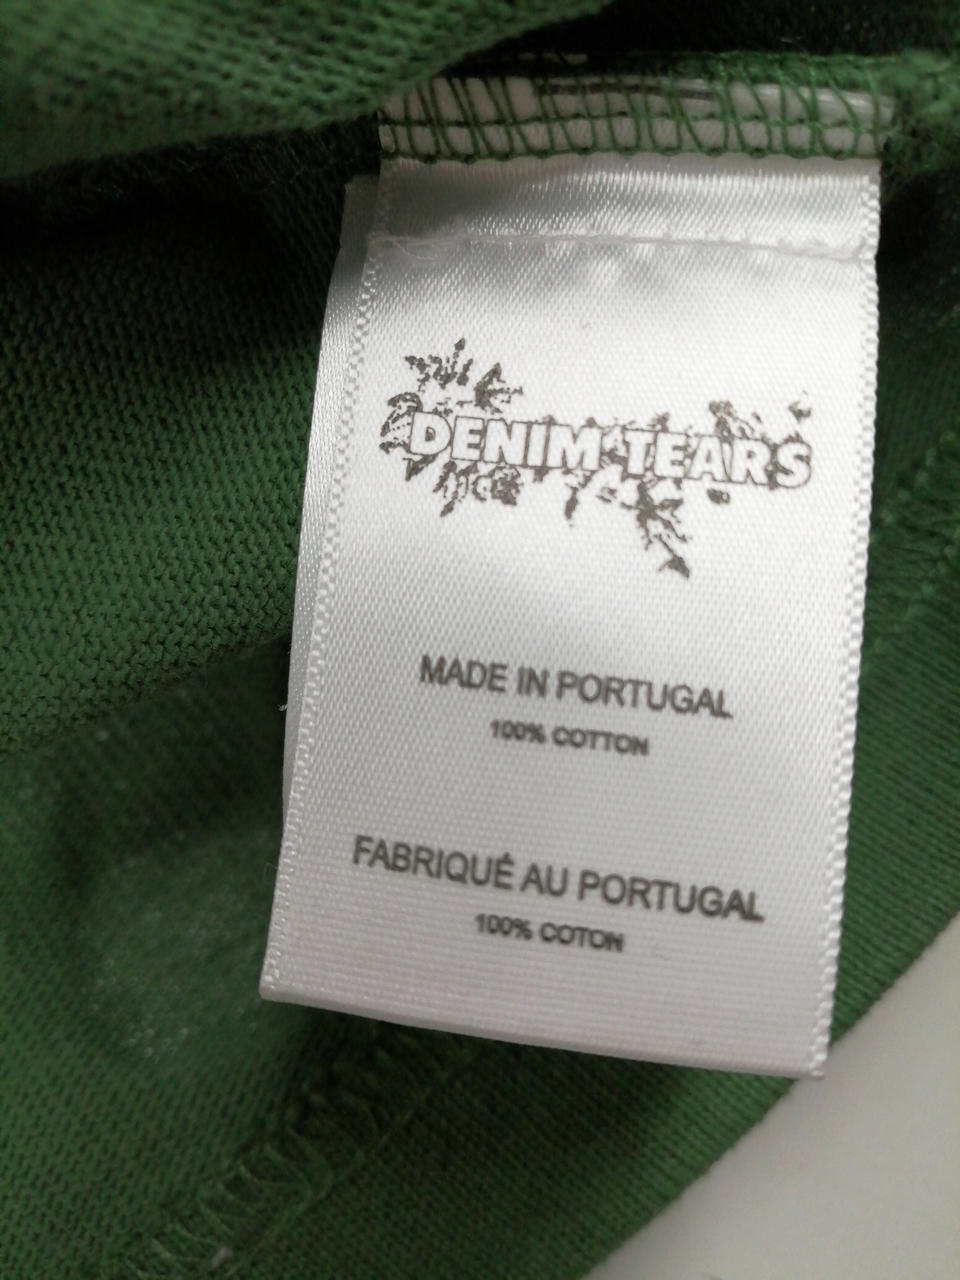 DENIM TEARS
MADE IN PORTUGAL
100% COTTON
FABRIQUÉ AU PORTUGAL
100% COTON